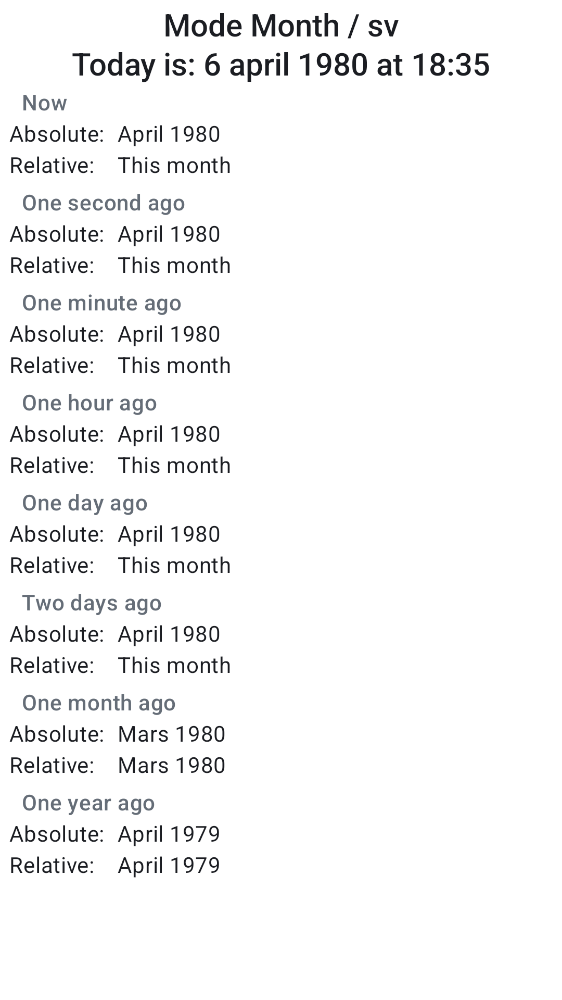 Mode Month / sv
Today is: 6 april 1980 at 18:35
Now
Absolute: April 1980
Relative: This month
One second ago
Absolute: April 1980
Relative: This month
One minute ago
Absolute: April 1980
Relative: This month
One hour ago
Absolute: April 1980
Relative: This month
One day ago
Absolute: April 1980
Relative: This month
Two days ago
Absolute: April 1980
Relative: This month
One month ago
Absolute: Mars 1980
Relative: Mars 1980
One year ago
Absolute: April 1979
Relative: April 1979